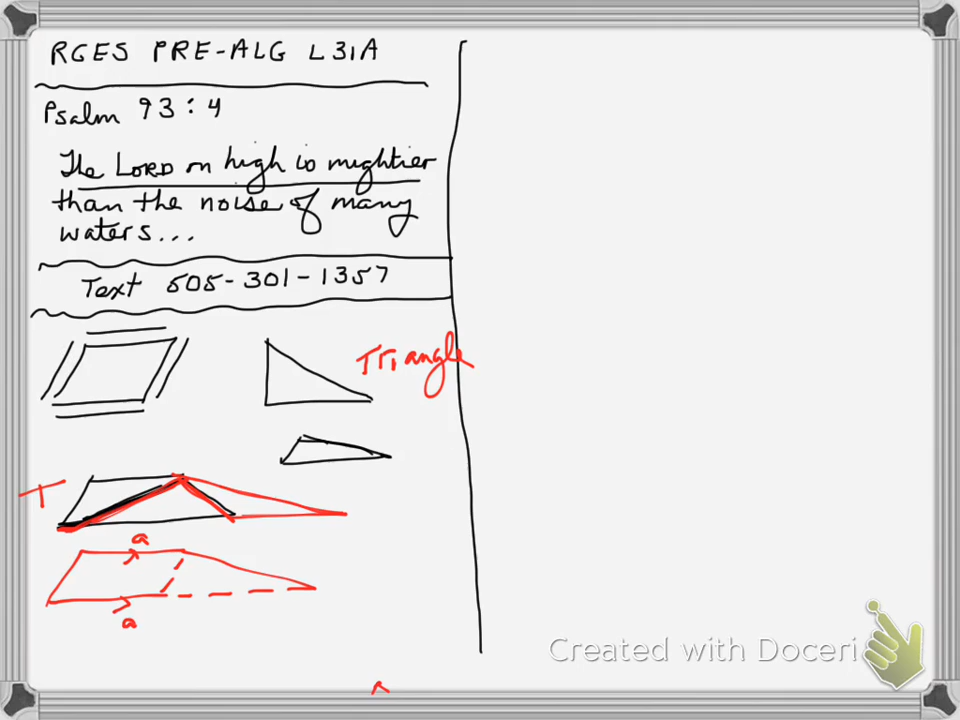 RGES PRE-ALG L31A
Psalm 93:4
The LORD on high is mightier
than the noise of many
waters...
Text 505-301-1357
Triangle
T
a
a
Created with Doceri